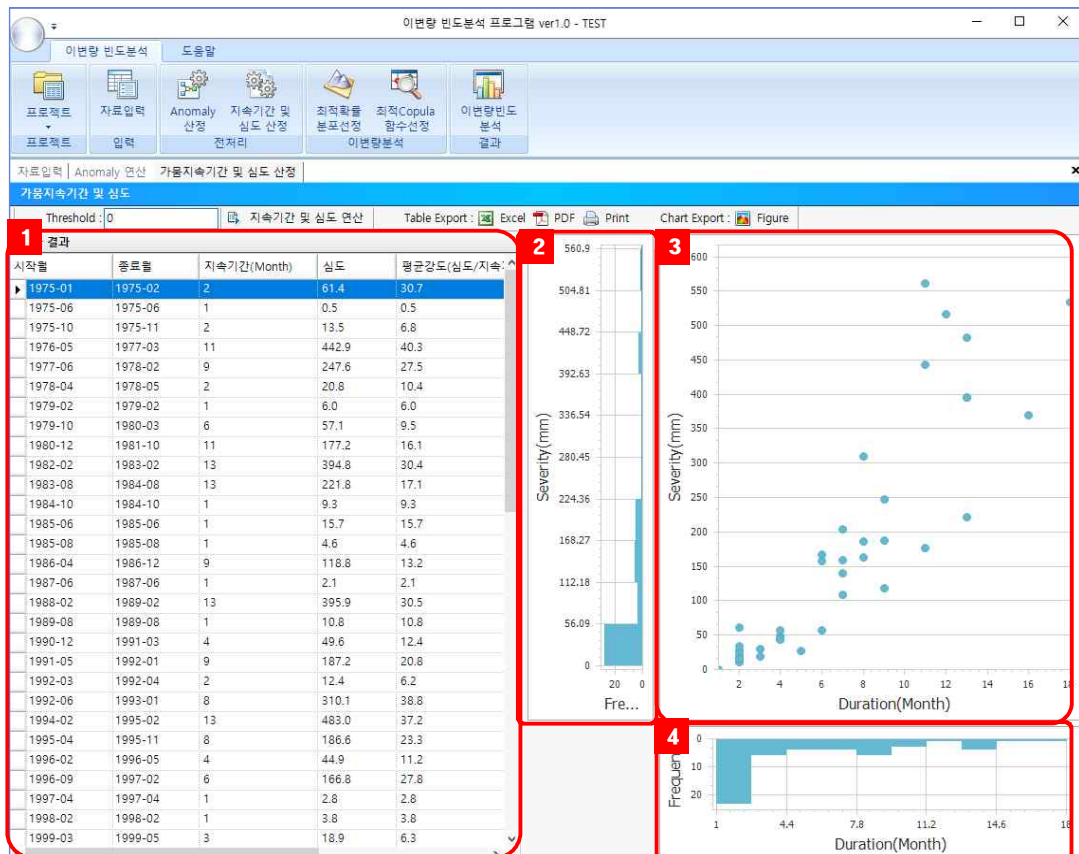 이변량 빈도분석 프로그램 ver1.0 - TEST
이변량 빈도분석 도움말
프로젝트 자료입력 Anomaly 산정 지속기간 및 심도 산정 최적확률 분포선정 최적Copula 함수선정 이변량빈도 분석
프로젝트 입력 전처리 이변량분석 결과
자료입력 Anomaly 연산 가뭄지속기간 및 심도 산정
가뭄지속기간 및 심도
Threshold : 0 지속기간 및 심도 연산 Table Export : Excel PDF Print Chart Export : Figure
1 결과
시작월 종료월 지속기간(Month) 심도 평균강도(심도/지속
1975-01 1975-02 2 61.4 30.7
1975-06 1975-06 1 0.5 0.5
1975-10 1975-11 2 13.5 6.8
1976-05 1977-03 11 442.9 40.3
1977-06 1978-02 9 247.6 27.5
1978-04 1978-05 2 20.8 10.4
1979-02 1979-02 1 6.0 6.0
1979-10 1980-03 6 57.1 9.5
1980-12 1981-10 11 177.2 16.1
1982-02 1983-02 13 394.8 30.4
1983-08 1984-08 13 221.8 17.1
1984-10 1984-10 1 9.3 9.3
1985-06 1985-06 1 15.7 15.7
1985-08 1985-08 1 4.6 4.6
1986-04 1986-12 9 118.8 13.2
1987-06 1987-06 1 2.1 2.1
1988-02 1989-02 13 395.9 30.5
1989-08 1989-08 1 10.8 10.8
1990-12 1991-03 4 49.6 12.4
1991-05 1992-01 9 187.2 20.8
1992-03 1992-04 2 12.4 6.2
1992-06 1993-01 8 310.1 38.8
1994-02 1995-02 13 483.0 37.2
1995-04 1995-11 8 186.6 23.3
1996-02 1996-05 4 44.9 11.2
1996-09 1997-02 6 166.8 27.8
1997-04 1997-04 1 2.8 2.8
1998-02 1998-02 1 3.8 3.8
1999-03 1999-05 3 18.9 6.3
2
560.9
504.81
448.72
392.63
336.54
280.45
224.36
168.27
112.18
56.09
0
Severity(mm)
20 0
Fre...
3
600
550
500
450
400
350
300
250
200
150
100
50
0
Severity(mm)
2 4 6 8 10 12 14 16 18
Duration(Month)
4
0
10
20
Frequen
1 4.4 7.8 11.2 14.6 18
Duration(Month)